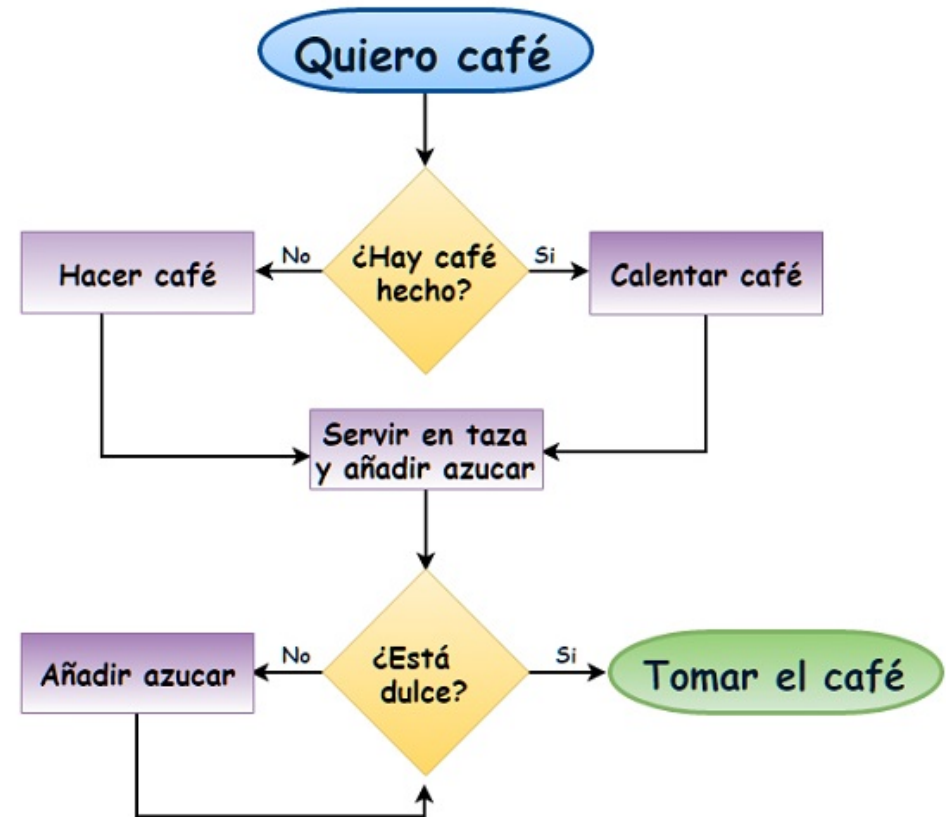 Quiero café
¿Hay café
hecho?
No
Si
Hacer café
Calentar café
Servir en taza
y añadir azucar
¿Está
dulce?
No
Si
Añadir azucar
Tomar el café